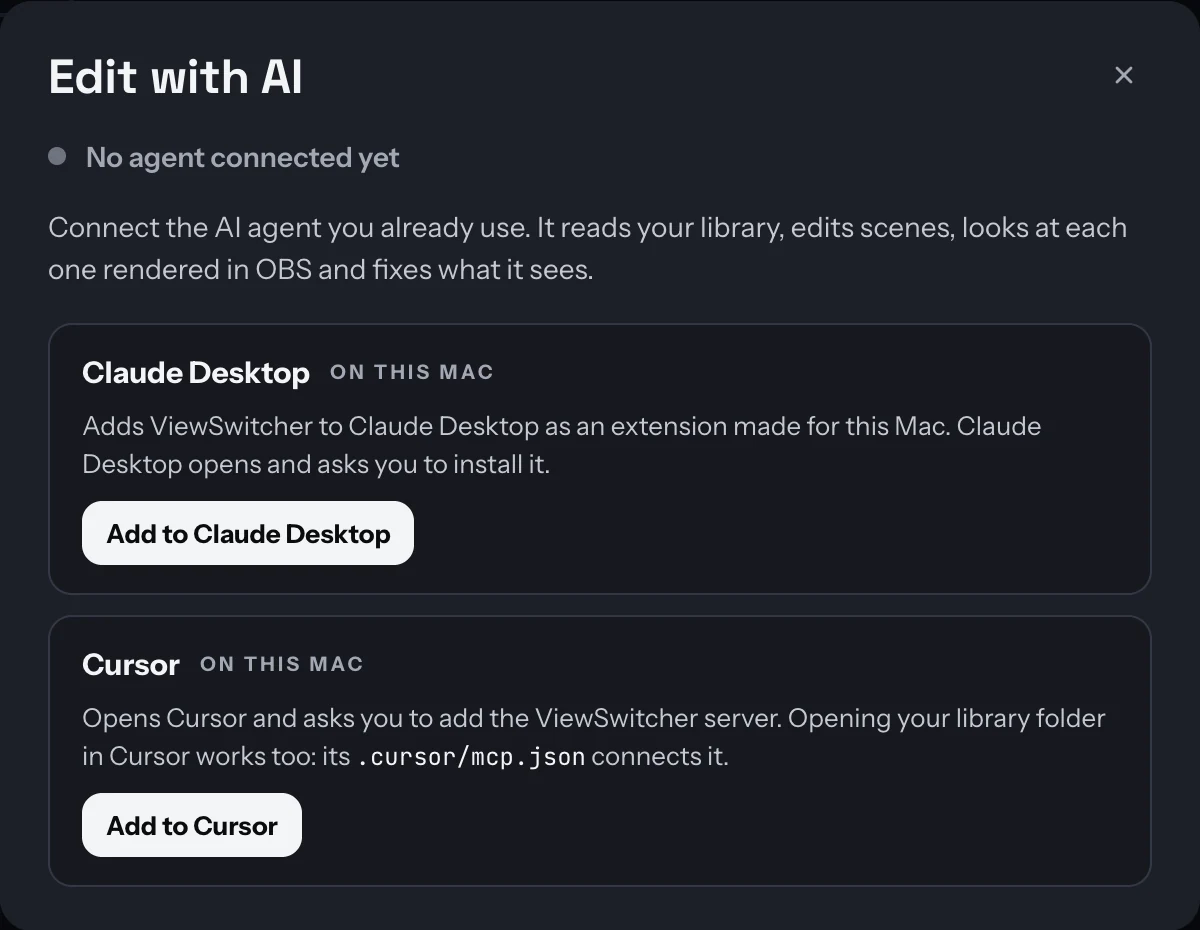 Edit with AI
No agent connected yet
Connect the AI agent you already use. It reads your library, edits scenes, looks at each
one rendered in OBS and fixes what it sees.
Claude Desktop ON THIS MAC
Adds ViewSwitcher to Claude Desktop as an extension made for this Mac. Claude
Desktop opens and asks you to install it.
Add to Claude Desktop
Cursor ON THIS MAC
Opens Cursor and asks you to add the ViewSwitcher server. Opening your library folder
in Cursor works too: its .cursor/mcp.json connects it.
Add to Cursor